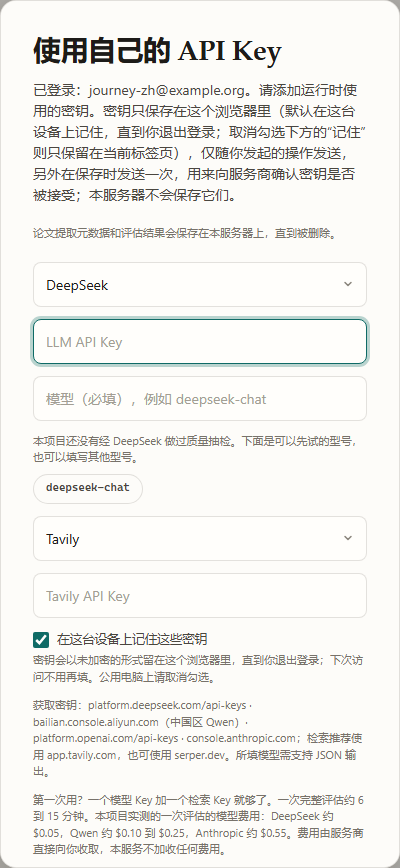 使用自己的 API Key
已登录：journey-zh@example.org。请添加运行时使
用的密钥。密钥只保存在这个浏览器里（默认在这台
设备上记住，直到你退出登录；取消勾选下方的“记住”
则只保留在当前标签页），仅随你发起的操作发送，
另外在保存时发送一次，用来向服务商确认密钥是否
被接受；本服务器不会保存它们。
论文提取元数据和评估结果会保存在本服务器上，直到被删除。
DeepSeek
LLM API Key
模型（必填），例如 deepseek-chat
本项目还没有经 DeepSeek 做过质量抽检。下面是可以先试的型号，
也可以填写其他型号。
deepseek-chat
Tavily
Tavily API Key
在这台设备上记住这些密钥
密钥会以未加密的形式留在这个浏览器里，直到你退出登录；下次访
问不用再填。公用电脑上请取消勾选。
获取密钥：platform.deepseek.com/api-keys ·
bailian.console.aliyun.com（中国区 Qwen）·
platform.openai.com/api-keys · console.anthropic.com；检索推荐使
用 app.tavily.com，也可使用 serper.dev。所填模型需支持 JSON 输
出。
第一次用？一个模型 Key 加一个检索 Key 就够了。一次完整评估约 6
到 15 分钟。本项目实测的一次评估的模型费用：DeepSeek 约
$0.05，Qwen 约 $0.10 到 $0.25，Anthropic 约 $0.55。费用由服务商
直接向你收取，本服务不加收任何费用。